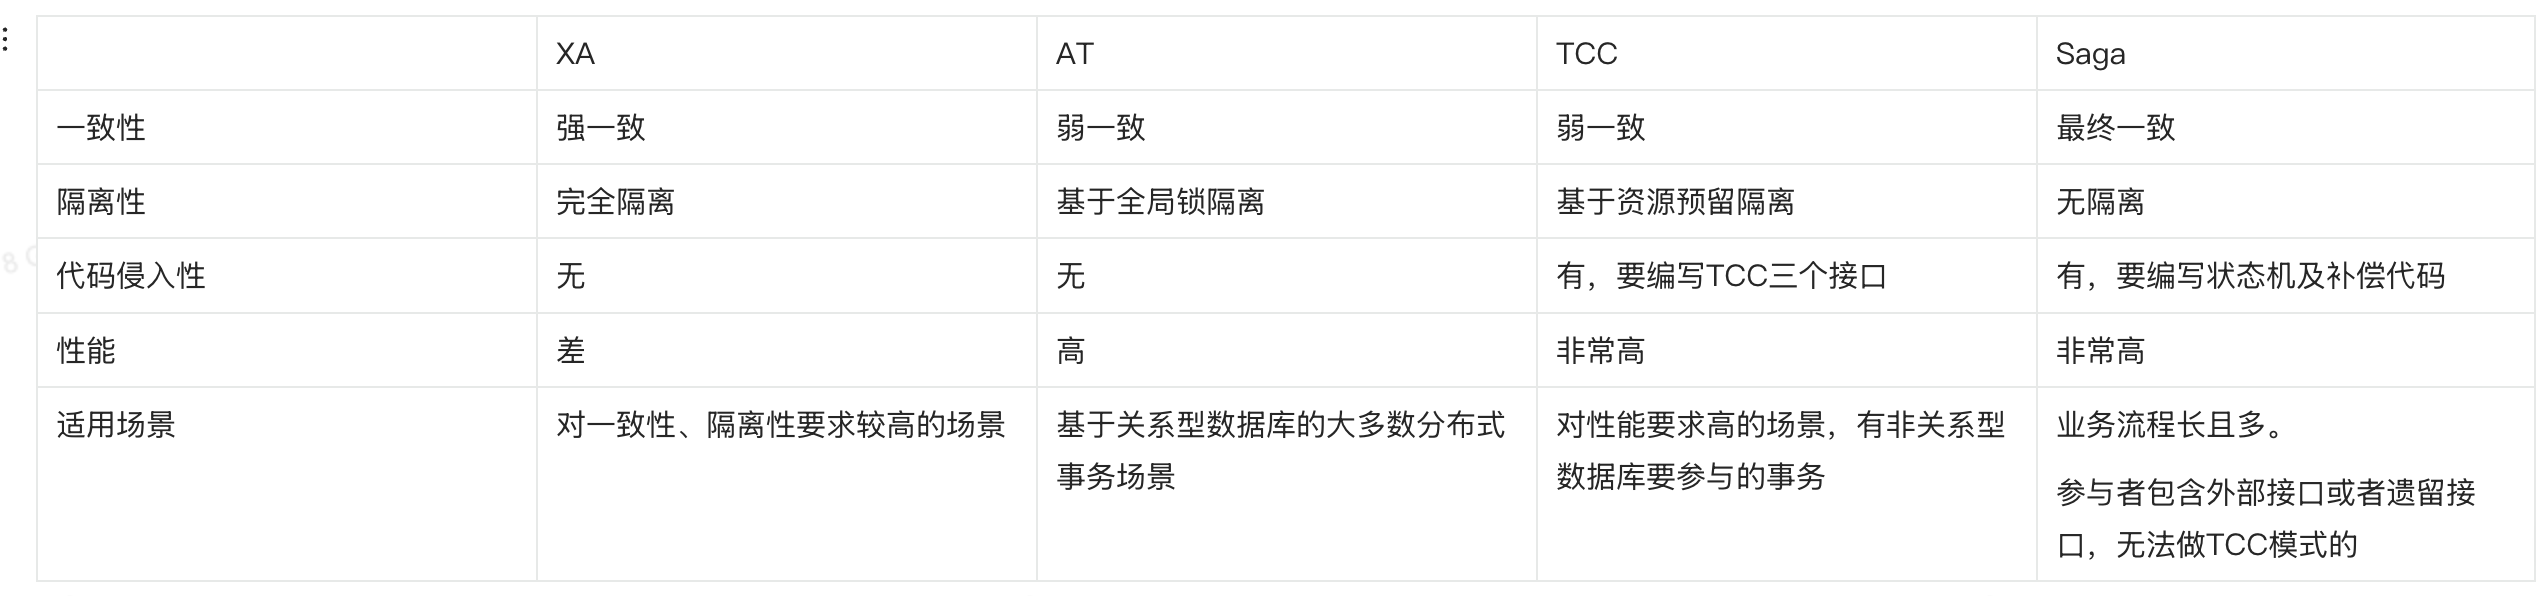 XA
AT
TCC
Saga
一致性
强一致
弱一致
弱一致
最终一致
隔离性
完全隔离
基于全局锁隔离
基于资源预留隔离
无隔离
代码侵入性
无
无
有，要编写TCC三个接口
有，要编写状态机及补偿代码
性能
差
高
非常高
非常高
适用场景
对一致性、隔离性要求较高的场景
基于关系型数据库的大多数分布式
事务场景
对性能要求高的场景，有非关系型
数据库要参与的事务
业务流程长且多。
参与者包含外部接口或者遗留接
口，无法做TCC模式的